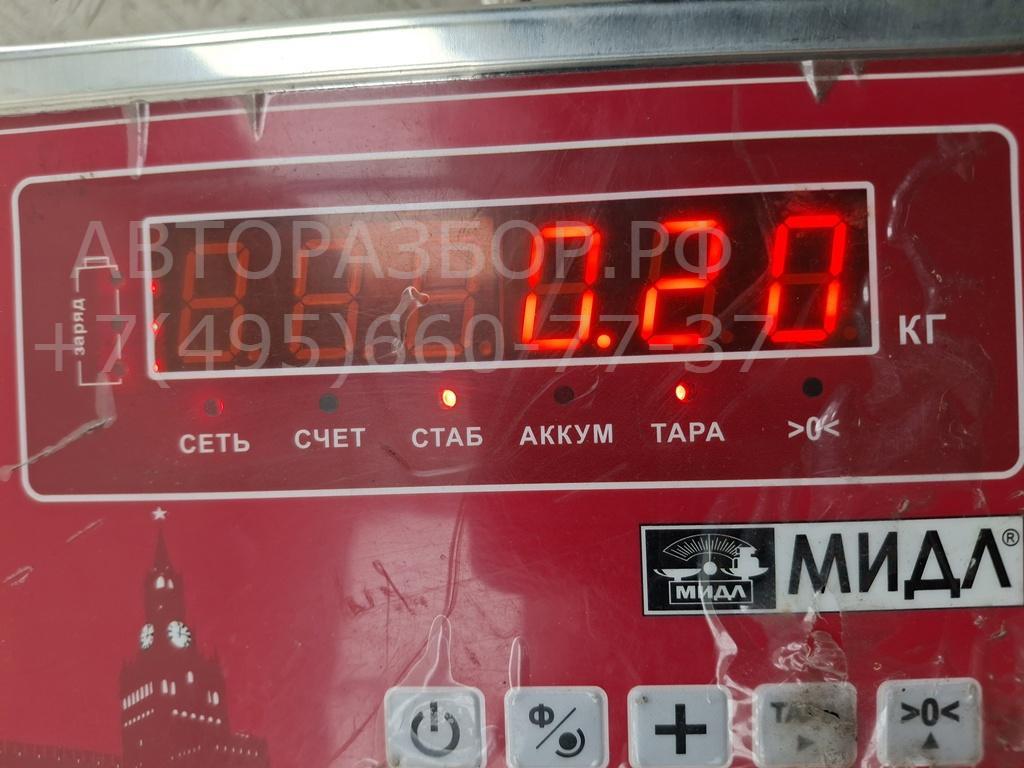 АВТОРАЗБОР.РФ
+7(495)660-77-37
заряд
0.20
КГ
СЕТЬ СЧЕТ СТАБ АККУМ ТАРА >0<
МИДЛ МИДЛ®
Ф
+
>0<